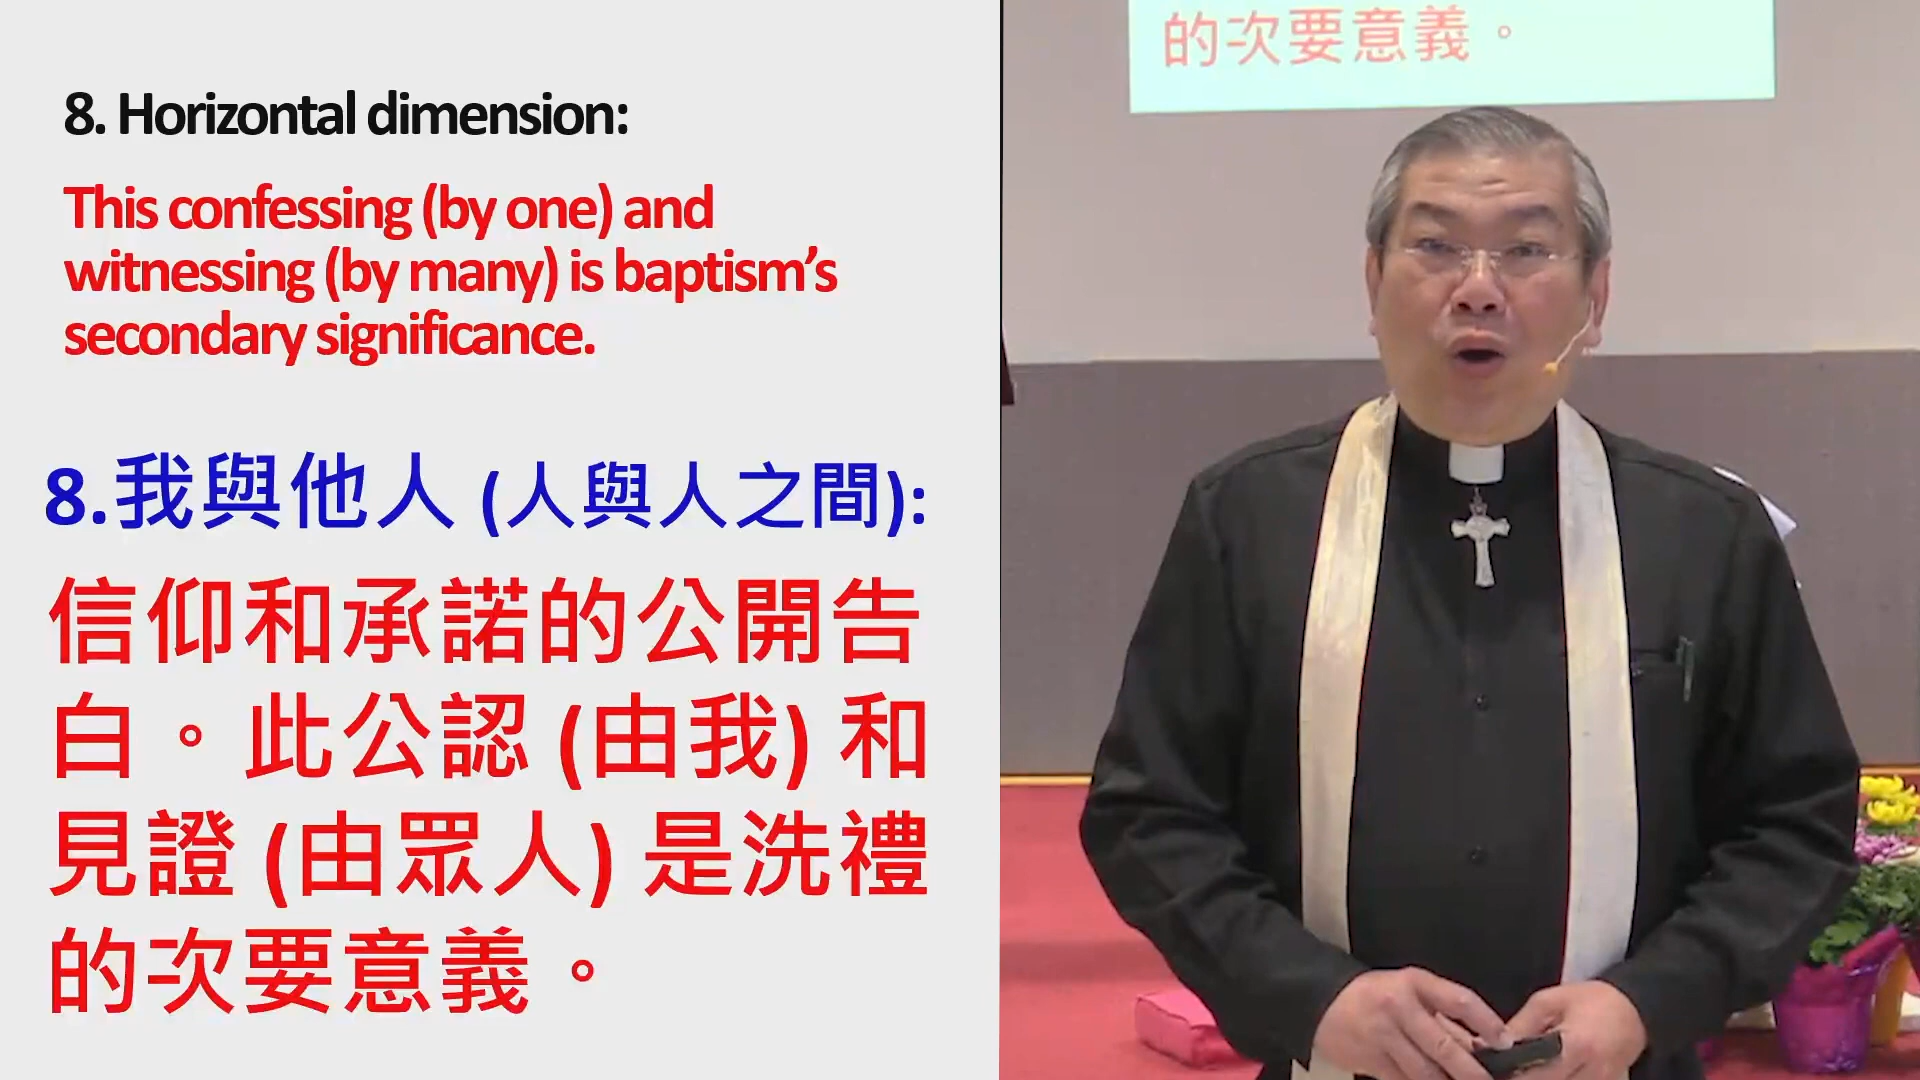 8. Horizontal dimension:
This confessing (by one) and
witnessing (by many) is baptism’s
secondary significance.
8.我與他人 (人與人之間):
信仰和承諾的公開告
白。此公認 (由我) 和
見證 (由眾人) 是洗禮
的次要意義。
的次要意義。